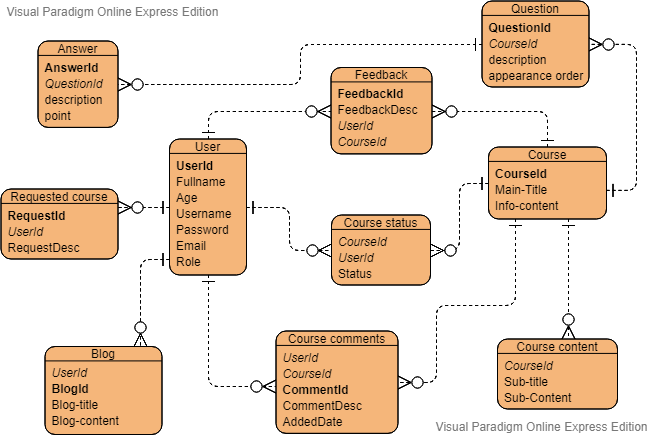 Visual Paradigm Online Express Edition
Question
QuestionId
CourseId
description
appearance order
Answer
AnswerId
QuestionId
description
point
Feedback
FeedbackId
FeedbackDesc
UserId
CourseId
User
UserId
Fullname
Age
Username
Password
Email
Role
Course
CourseId
Main-Title
Info-content
Requested course
RequestId
UserId
RequestDesc
Course status
CourseId
UserId
Status
Blog
UserId
BlogId
Blog-title
Blog-content
Course comments
UserId
CourseId
CommentId
CommentDesc
AddedDate
Course content
CourseId
Sub-title
Sub-Content
Visual Paradigm Online Express Edition